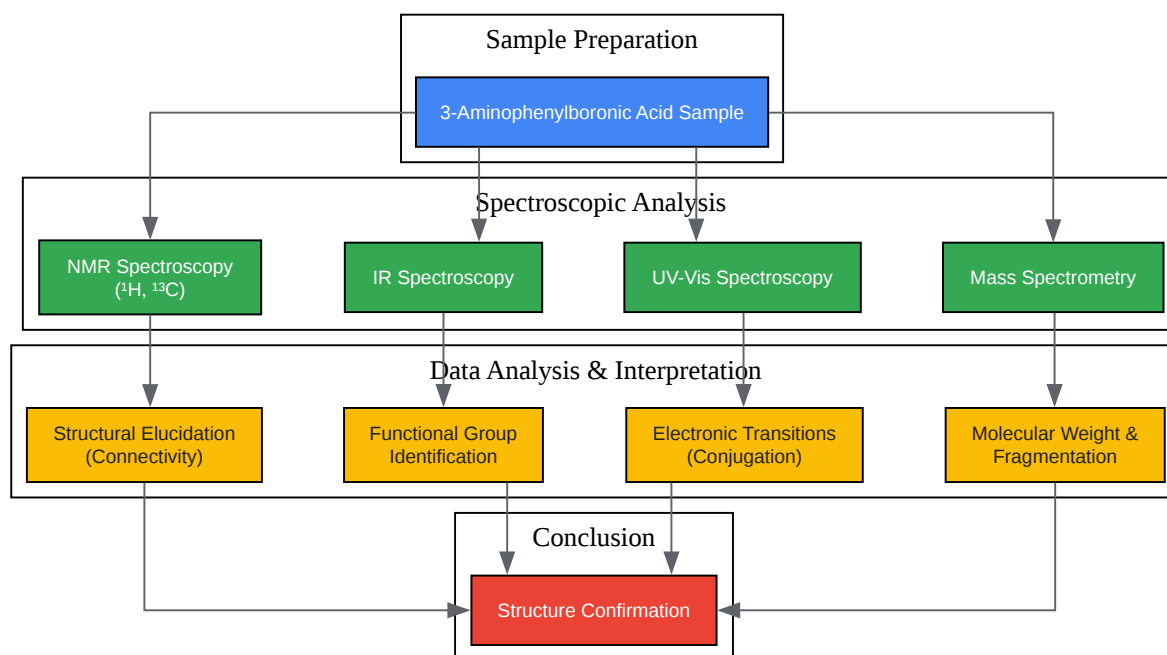 Sample Preparation
3-Aminophenylboronic Acid Sample
Spectroscopic Analysis
NMR Spectroscopy
(¹H, ¹³C)
IR Spectroscopy
UV-Vis Spectroscopy
Mass Spectrometry
Data Analysis & Interpretation
Structural Elucidation
(Connectivity)
Functional Group
Identification
Electronic Transitions
(Conjugation)
Molecular Weight &
Fragmentation
Conclusion
Structure Confirmation